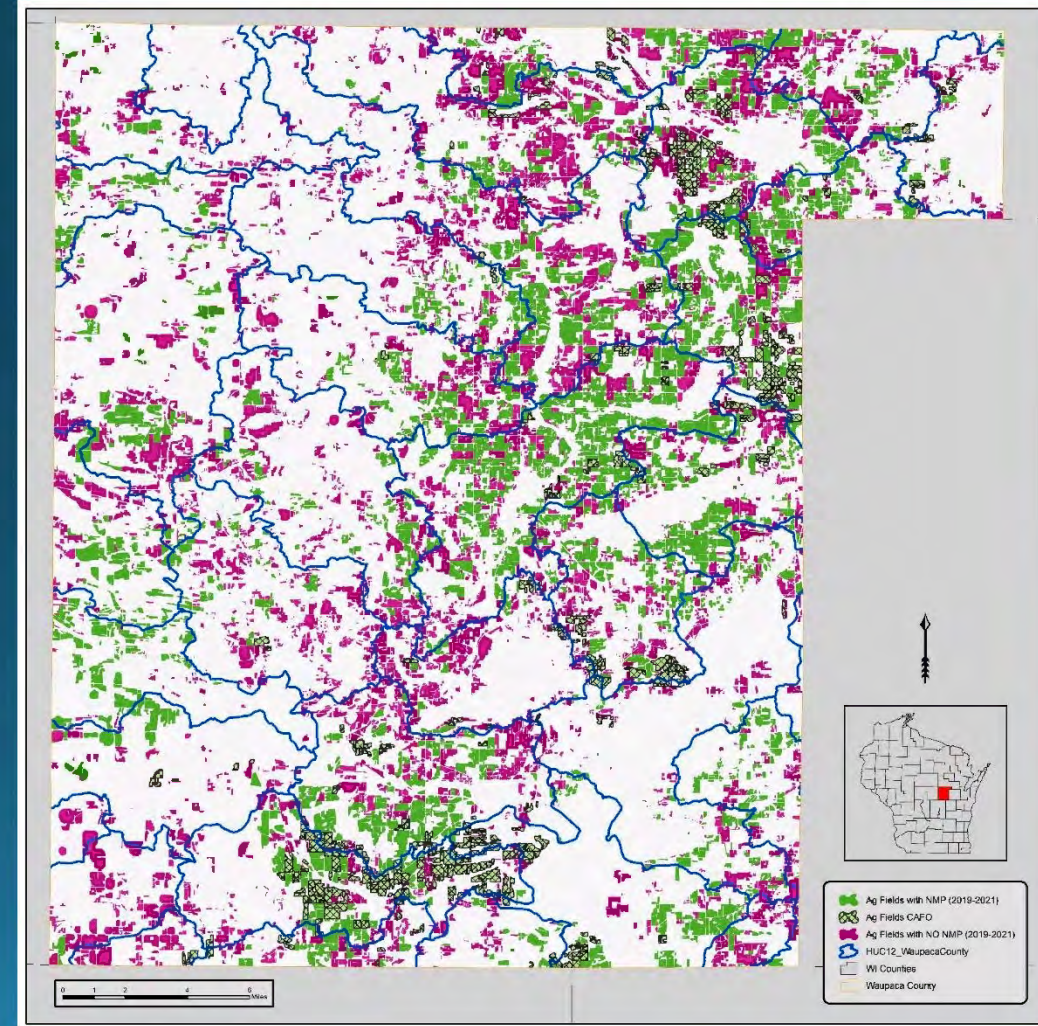 Ag Fields with NMP (2019-2021)
Ag Fields CAFO
Ag Fields with NO NMP (2019-2021)
HUC12_WaupacaCounty
WI Counties
Waupaca County
0 1 2 4 6
Miles